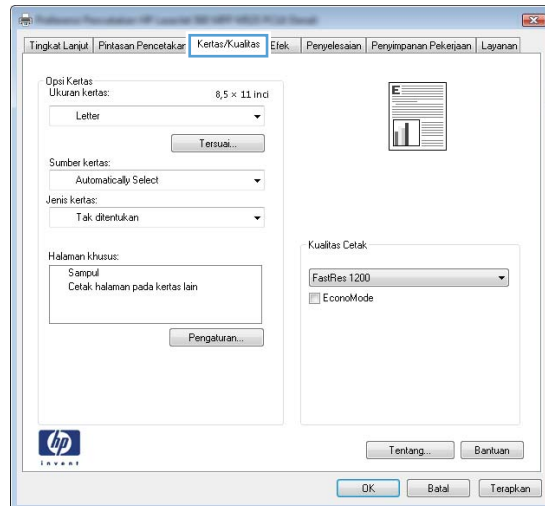 Tingkat Lanjut Pintasan Pencetakan Kertas/Kualitas Efek Penyelesaian Penyimpanan Pekerjaan Layanan
Opsi Kertas
Ukuran kertas: 8,5 × 11 inci
Letter
Tersuai...
Sumber kertas:
Automatically Select
Jenis kertas:
Tak ditentukan
Halaman khusus:
Sampul
Cetak halaman pada kertas lain
Pengaturan...
E
Kualitas Cetak
FastRes 1200
EconoMode
hp
invent
Tentang... Bantuan
OK Batal Terapkan